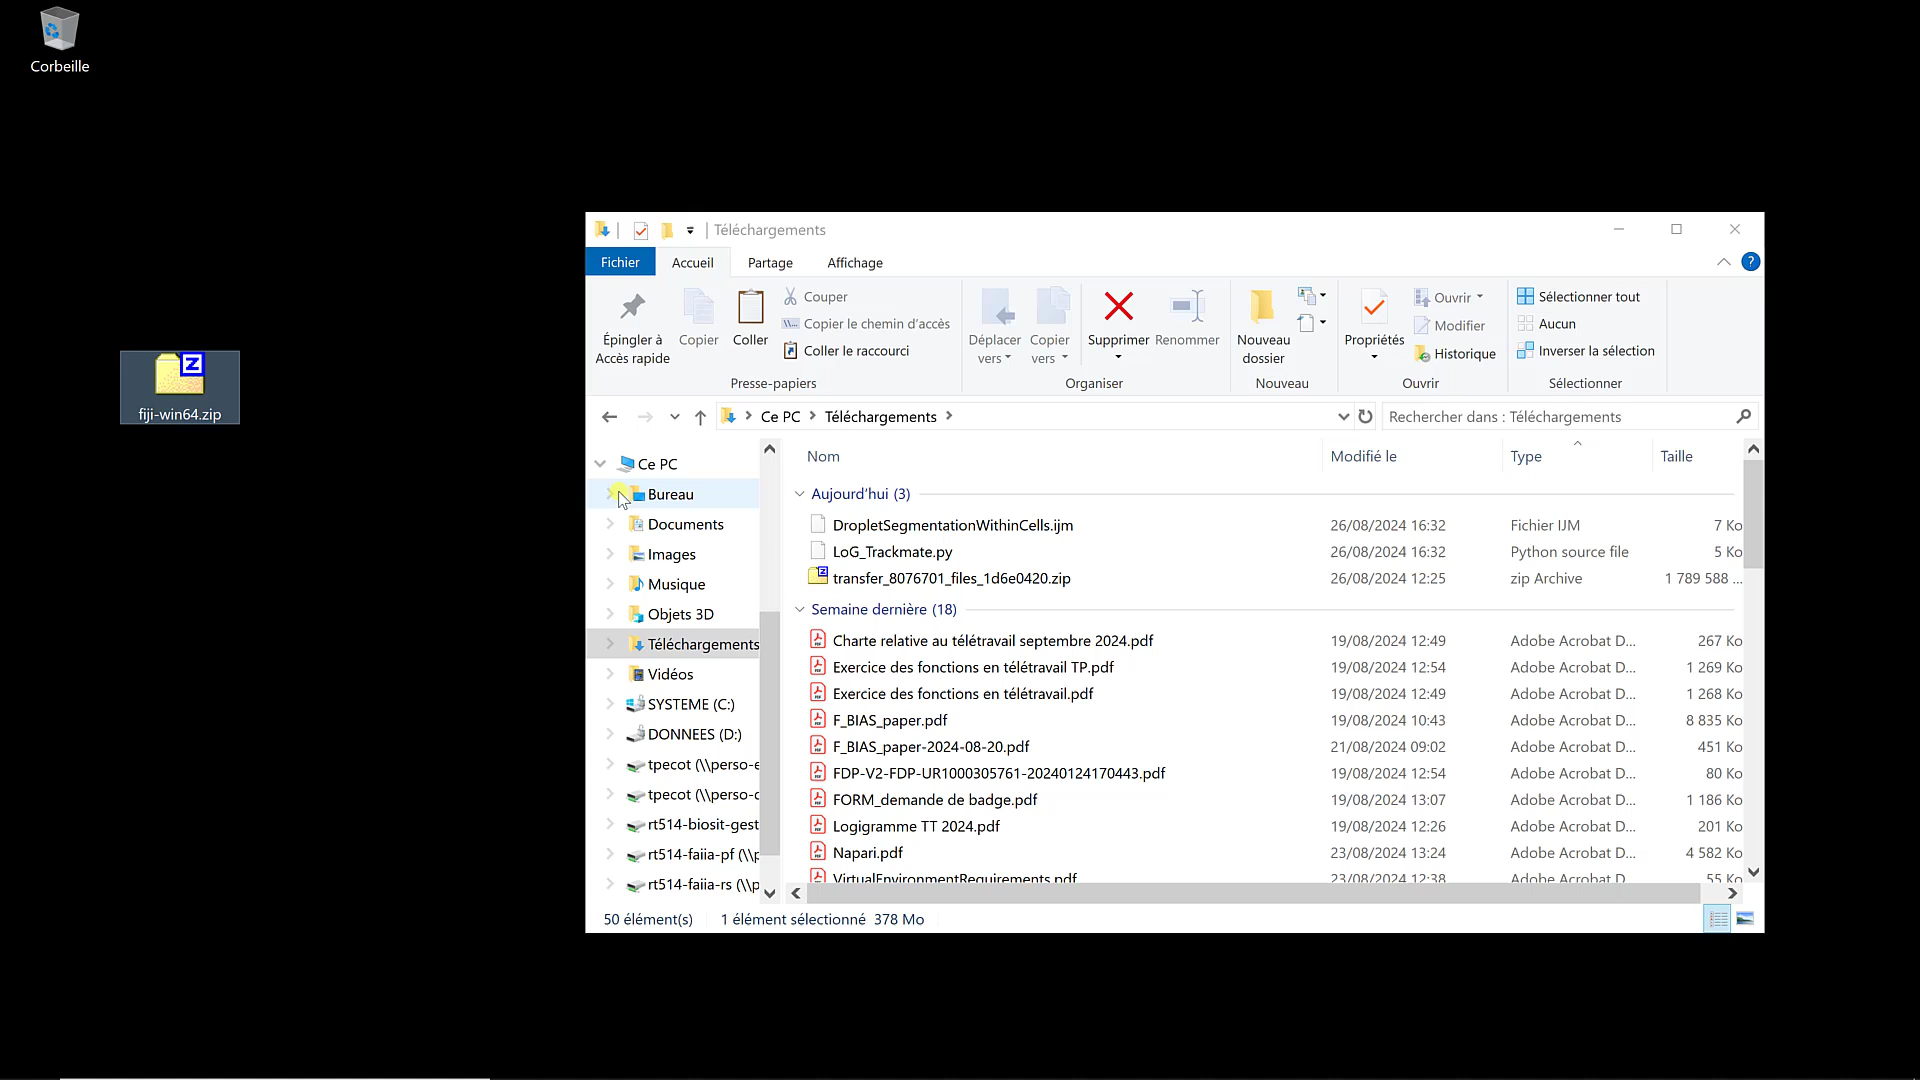 Corbeille
fiji-win64.zip
Téléchargements
Fichier
Accueil
Partage
Affichage
Épingler à
Accès rapide
Copier
Coller
Couper
Copier le chemin d'accès
Coller le raccourci
Presse-papiers
Déplacer
vers
Copier
vers
Supprimer
Renommer
Organiser
Nouveau
dossier
Nouveau
Propriétés
Ouvrir
Modifier
Historique
Ouvrir
Sélectionner tout
Aucun
Inverser la sélection
Sélectionner
Ce PC
Téléchargements
Rechercher dans : Téléchargements
Ce PC
Bureau
Documents
Images
Musique
Objets 3D
Téléchargements
Vidéos
SYSTEME (C:)
DONNEES (D:)
tpecot (\\perso-
tpecot (\\perso-
rt514-biosit-gest
rt514-faiia-pf (\\p
rt514-faiia-rs (\\p
Nom Modifié le Type Taille
Aujourd'hui (3)
DropletSegmentationWithinCells.ijm 26/08/2024 16:32 Fichier IJM 7 Ko
LoG_Trackmate.py 26/08/2024 16:32 Python source file 5 Ko
transfer_8076701_files_1d6e0420.zip 26/08/2024 12:25 zip Archive 1 789 588 ...
Semaine dernière (18)
Charte relative au télétravail septembre 2024.pdf 19/08/2024 12:49 Adobe Acrobat D... 267 Ko
Exercice des fonctions en télétravail TP.pdf 19/08/2024 12:54 Adobe Acrobat D... 1 269 Ko
Exercice des fonctions en télétravail.pdf 19/08/2024 12:49 Adobe Acrobat D... 1 268 Ko
F_BIAS_paper.pdf 19/08/2024 10:43 Adobe Acrobat D... 8 835 Ko
F_BIAS_paper-2024-08-20.pdf 21/08/2024 09:02 Adobe Acrobat D... 451 Ko
FDP-V2-FDP-UR1000305761-20240124170443.pdf 19/08/2024 12:54 Adobe Acrobat D... 80 Ko
FORM_demande de badge.pdf 19/08/2024 13:07 Adobe Acrobat D... 1 186 Ko
Logigramme TT 2024.pdf 19/08/2024 12:26 Adobe Acrobat D... 201 Ko
Napari.pdf 23/08/2024 13:24 Adobe Acrobat D... 4 582 Ko
VirtualEnvironmentRequirements.pdf 23/08/2024 12:38 Adobe Acrobat D... 55 Ko
50 élément(s) 1 élément sélectionné 378 Mo